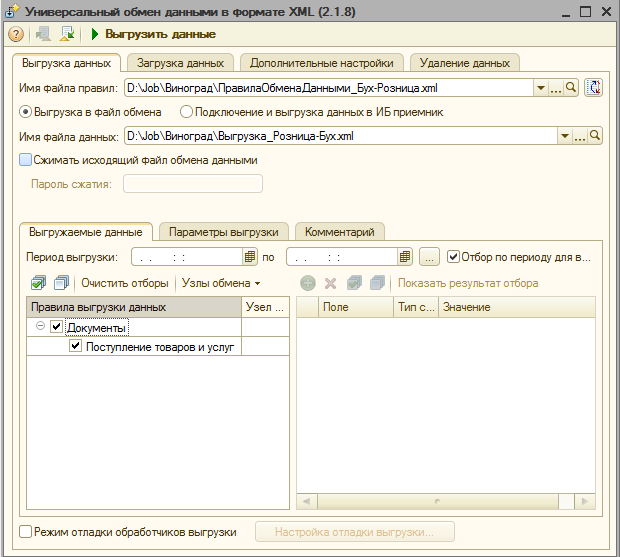 Универсальный обмен данными в формате XML (2.1.8)
Выгрузить данные
Выгрузка данных Загрузка данных Дополнительные настройки Удаление данных
Имя файла правил: D:\Job\Виноград\ПравилаОбменаДанными_Бух-Розница.xml
Выгрузка в файл обмена Подключение и выгрузка данных в ИБ приемник
Имя файла данных: D:\Job\Виноград\Выгрузка_Розница-Бух.xml
Сжимать исходящий файл обмена данными
Пароль сжатия:
Выгружаемые данные Параметры выгрузки Комментарий
Период выгрузки: . . : : по . . : : ... Отбор по периоду для в...
Очистить отборы Узлы обмена Показать результат отбора
Правила выгрузки данных Узел ... Поле Тип с... Значение
Документы
Поступление товаров и услуг
Режим отладки обработчиков выгрузки Настройка отладки выгрузки...